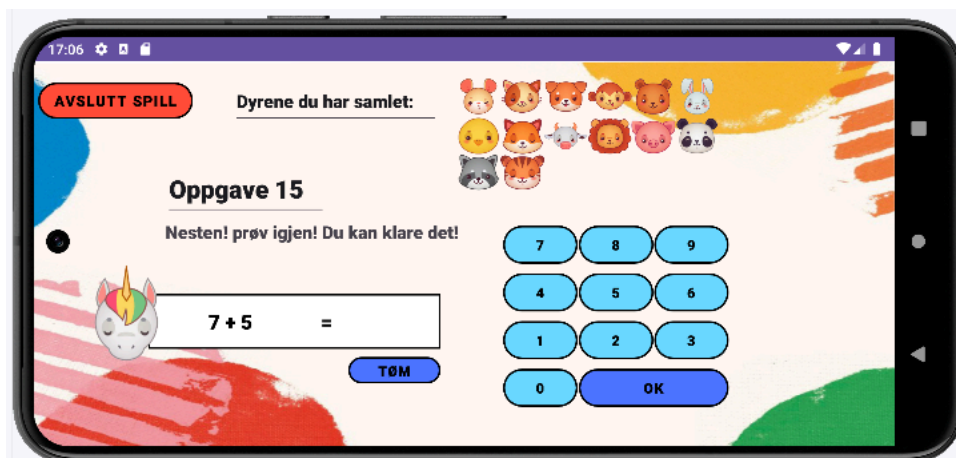 17:06
AVSLUTT SPILL
Dyrene du har samlet:
Oppgave 15
Nesten! prøv igjen! Du kan klare det!
7 + 5 =
TØM
7 8 9
4 5 6
1 2 3
0 OK